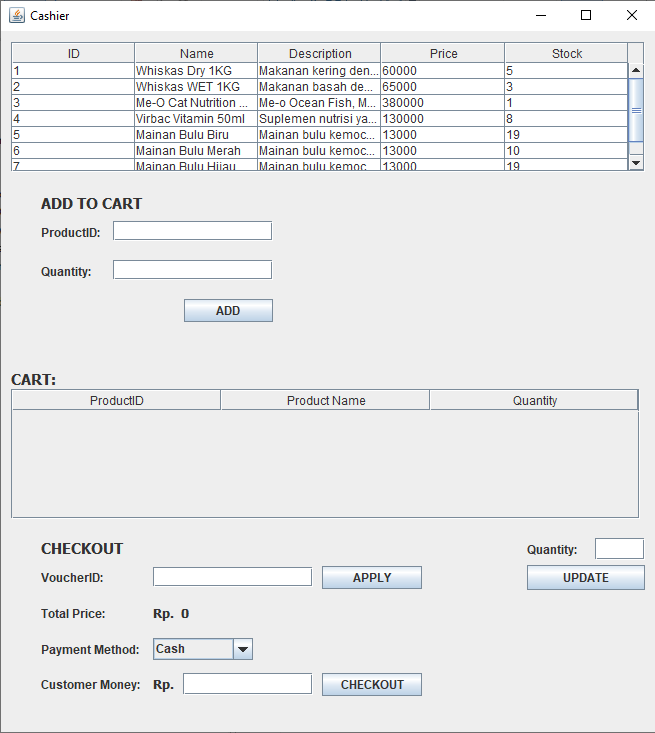 Cashier
ID Name Description Price Stock
1 Whiskas Dry 1KG Makanan kering den... 60000 5
2 Whiskas WET 1KG Makanan basah de... 65000 3
3 Me-O Cat Nutrition ... Me-o Ocean Fish, M... 380000 1
4 Virbac Vitamin 50ml Suplemen nutrisi ya... 130000 8
5 Mainan Bulu Biru Mainan bulu kemoc... 13000 19
6 Mainan Bulu Merah Mainan bulu kemoc... 13000 10
7 Mainan Bulu Hijau Mainan bulu kemoc... 13000 19
ADD TO CART
ProductID:
Quantity:
ADD
CART:
ProductID Product Name Quantity
CHECKOUT Quantity:
VoucherID: APPLY UPDATE
Total Price: Rp. 0
Payment Method: Cash
Customer Money: Rp. CHECKOUT